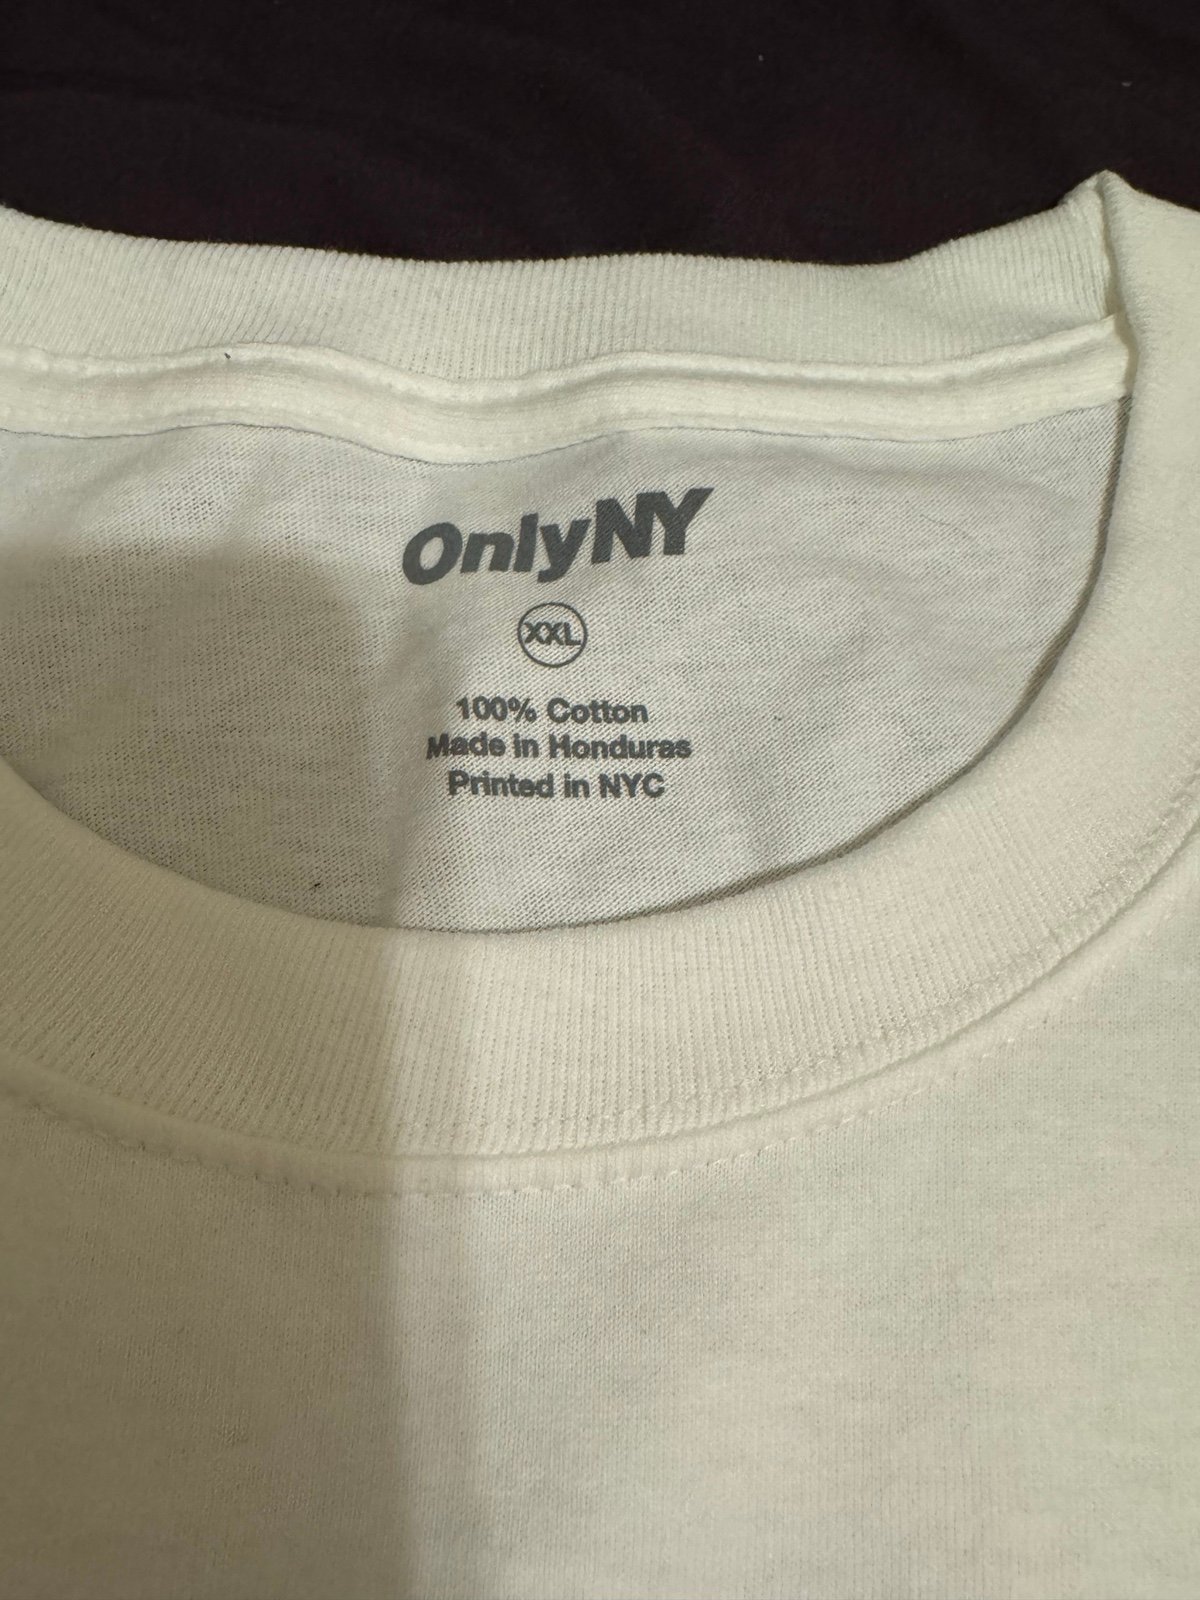 OnlyNY
XXL
100% Cotton
Made in Honduras
Printed in NYC